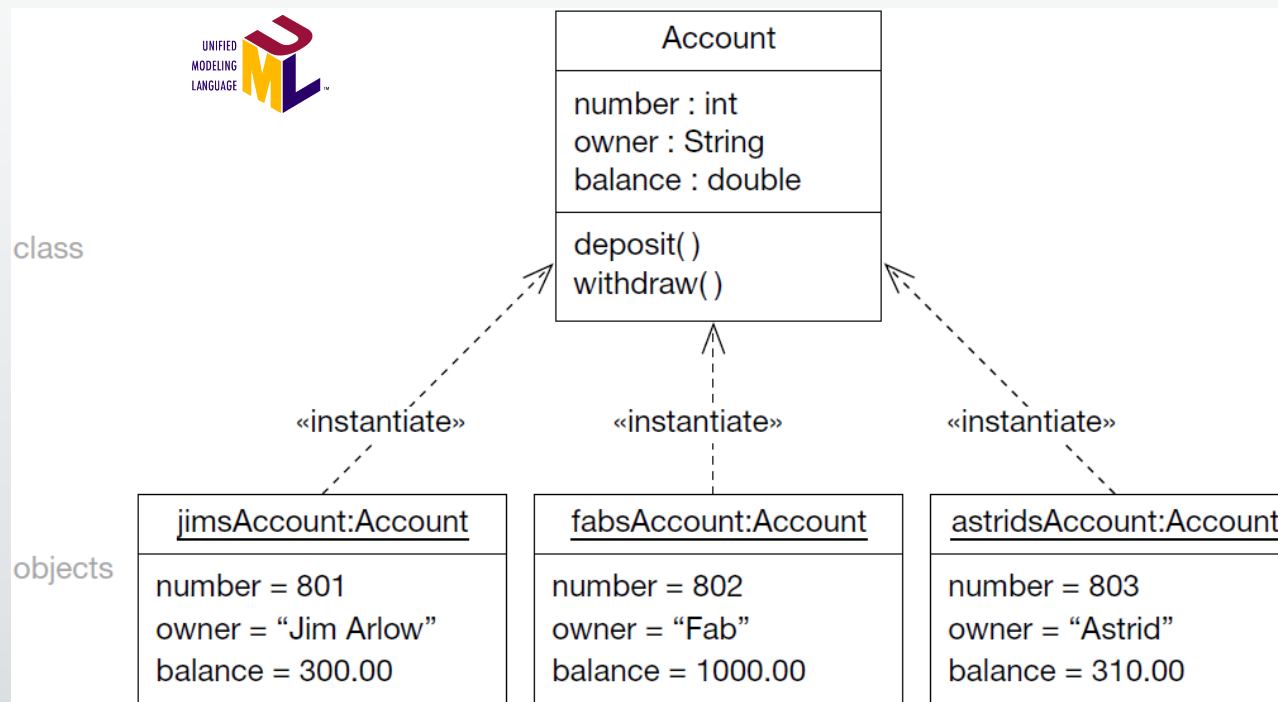 UNIFIED
MODELING
LANGUAGE
UML
™
Account
number : int
owner : String
balance : double
class
deposit( )
withdraw( )
«instantiate»
«instantiate»
«instantiate»
objects
jimsAccount:Account
number = 801
owner = “Jim Arlow”
balance = 300.00
fabsAccount:Account
number = 802
owner = “Fab”
balance = 1000.00
astridsAccount:Account
number = 803
owner = “Astrid”
balance = 310.00